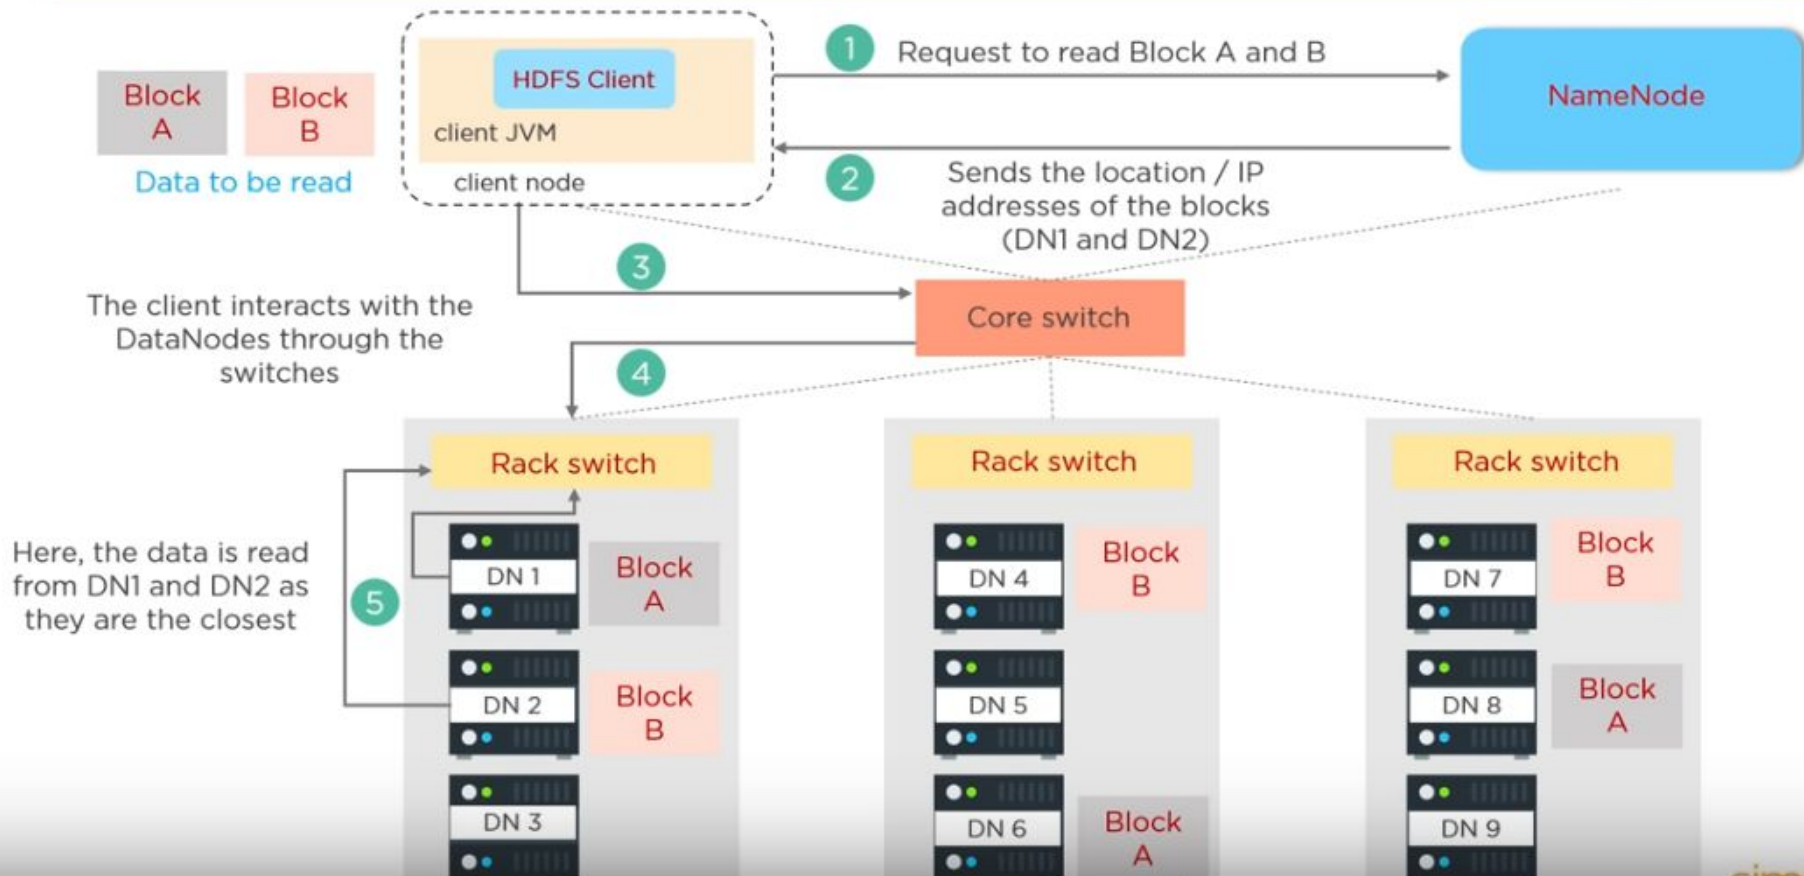 Block
A
Block
B
Data to be read
HDFS Client
client JVM
client node
1
Request to read Block A and B
NameNode
2
Sends the location / IP
addresses of the blocks
(DN1 and DN2)
3
Core switch
The client interacts with the
DataNodes through the
switches
4
Rack switch
Rack switch
Rack switch
Here, the data is read
from DN1 and DN2 as
they are the closest
5
DN 1
Block
A
DN 2
Block
B
DN 3
DN 4
Block
B
DN 5
DN 6
Block
A
DN 7
Block
B
DN 8
Block
A
DN 9